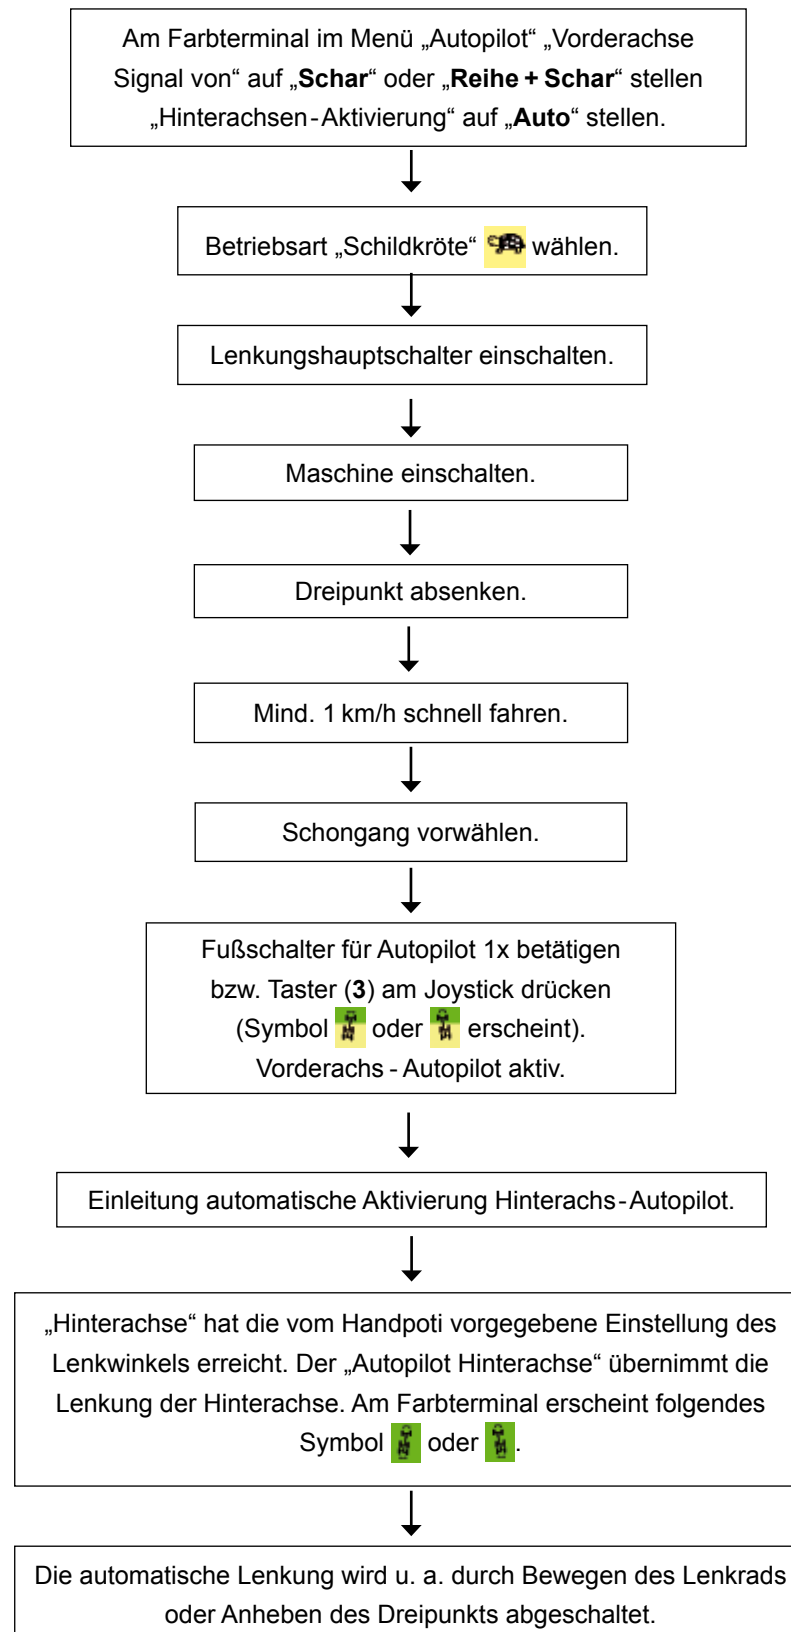 Am Farbterminal im Menü „Autopilot“ „Vorderachse
Signal von“ auf „Schar“ oder „Reihe + Schar“ stellen
„Hinterachsen-Aktivierung“ auf „Auto“ stellen.
Betriebsart „Schildkröte“ wählen.
Lenkungshauptschalter einschalten.
Maschine einschalten.
Dreipunkt absenken.
Mind. 1 km/h schnell fahren.
Schongang vorwählen.
Fußschalter für Autopilot 1x betätigen
bzw. Taster (3) am Joystick drücken
(Symbol oder erscheint).
Vorderachs - Autopilot aktiv.
Einleitung automatische Aktivierung Hinterachs-Autopilot.
„Hinterachse“ hat die vom Handpoti vorgegebene Einstellung des
Lenkwinkels erreicht. Der „Autopilot Hinterachse“ übernimmt die
Lenkung der Hinterachse. Am Farbterminal erscheint folgendes
Symbol oder .
Die automatische Lenkung wird u. a. durch Bewegen des Lenkrads
oder Anheben des Dreipunkts abgeschaltet.